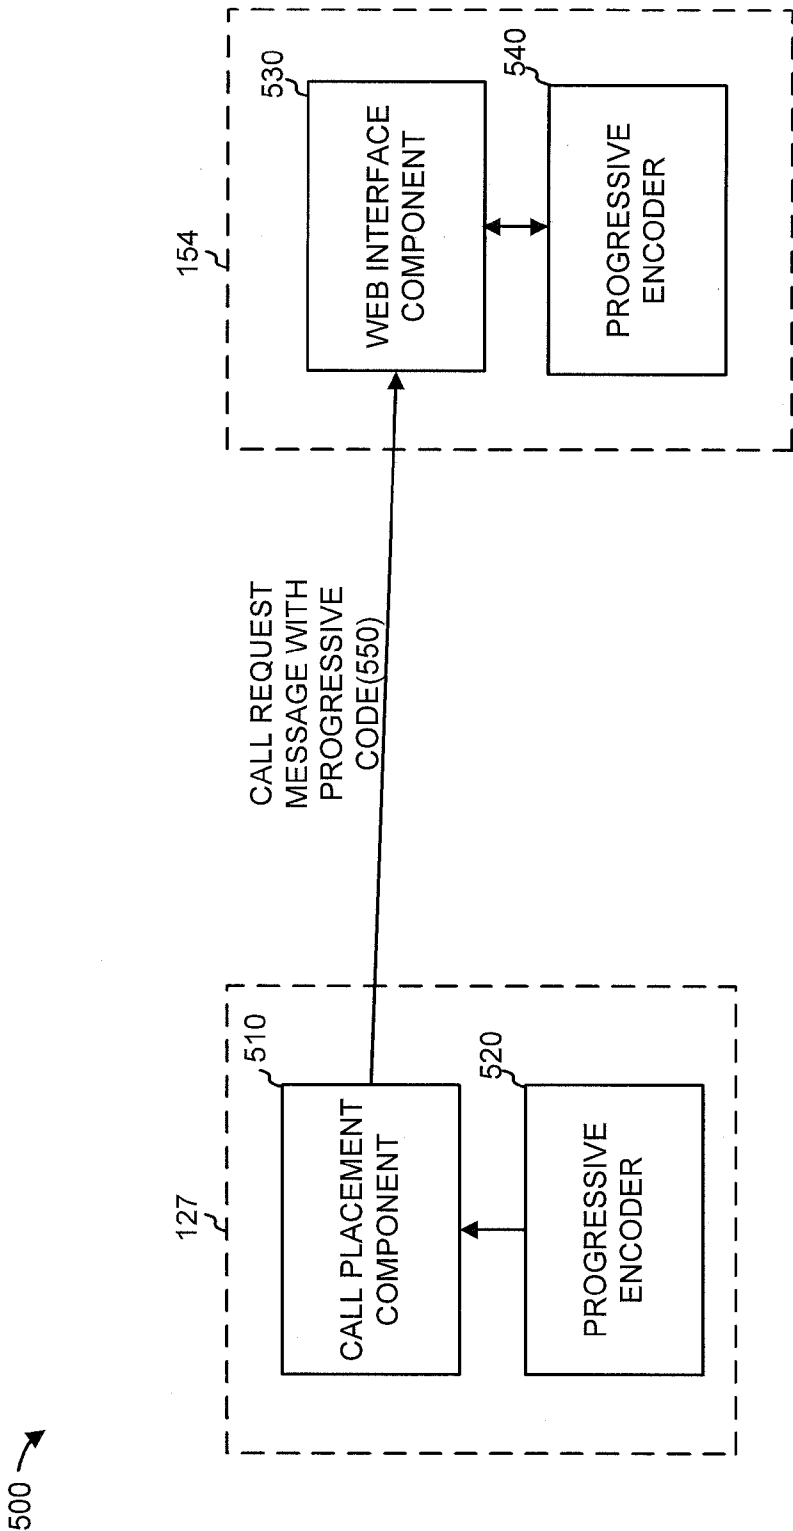 500
127
510
CALL PLACEMENT
COMPONENT
520
PROGRESSIVE
ENCODER
CALL REQUEST
MESSAGE WITH
PROGRESSIVE
CODE(550)
154
530
WEB INTERFACE
COMPONENT
540
PROGRESSIVE
ENCODER